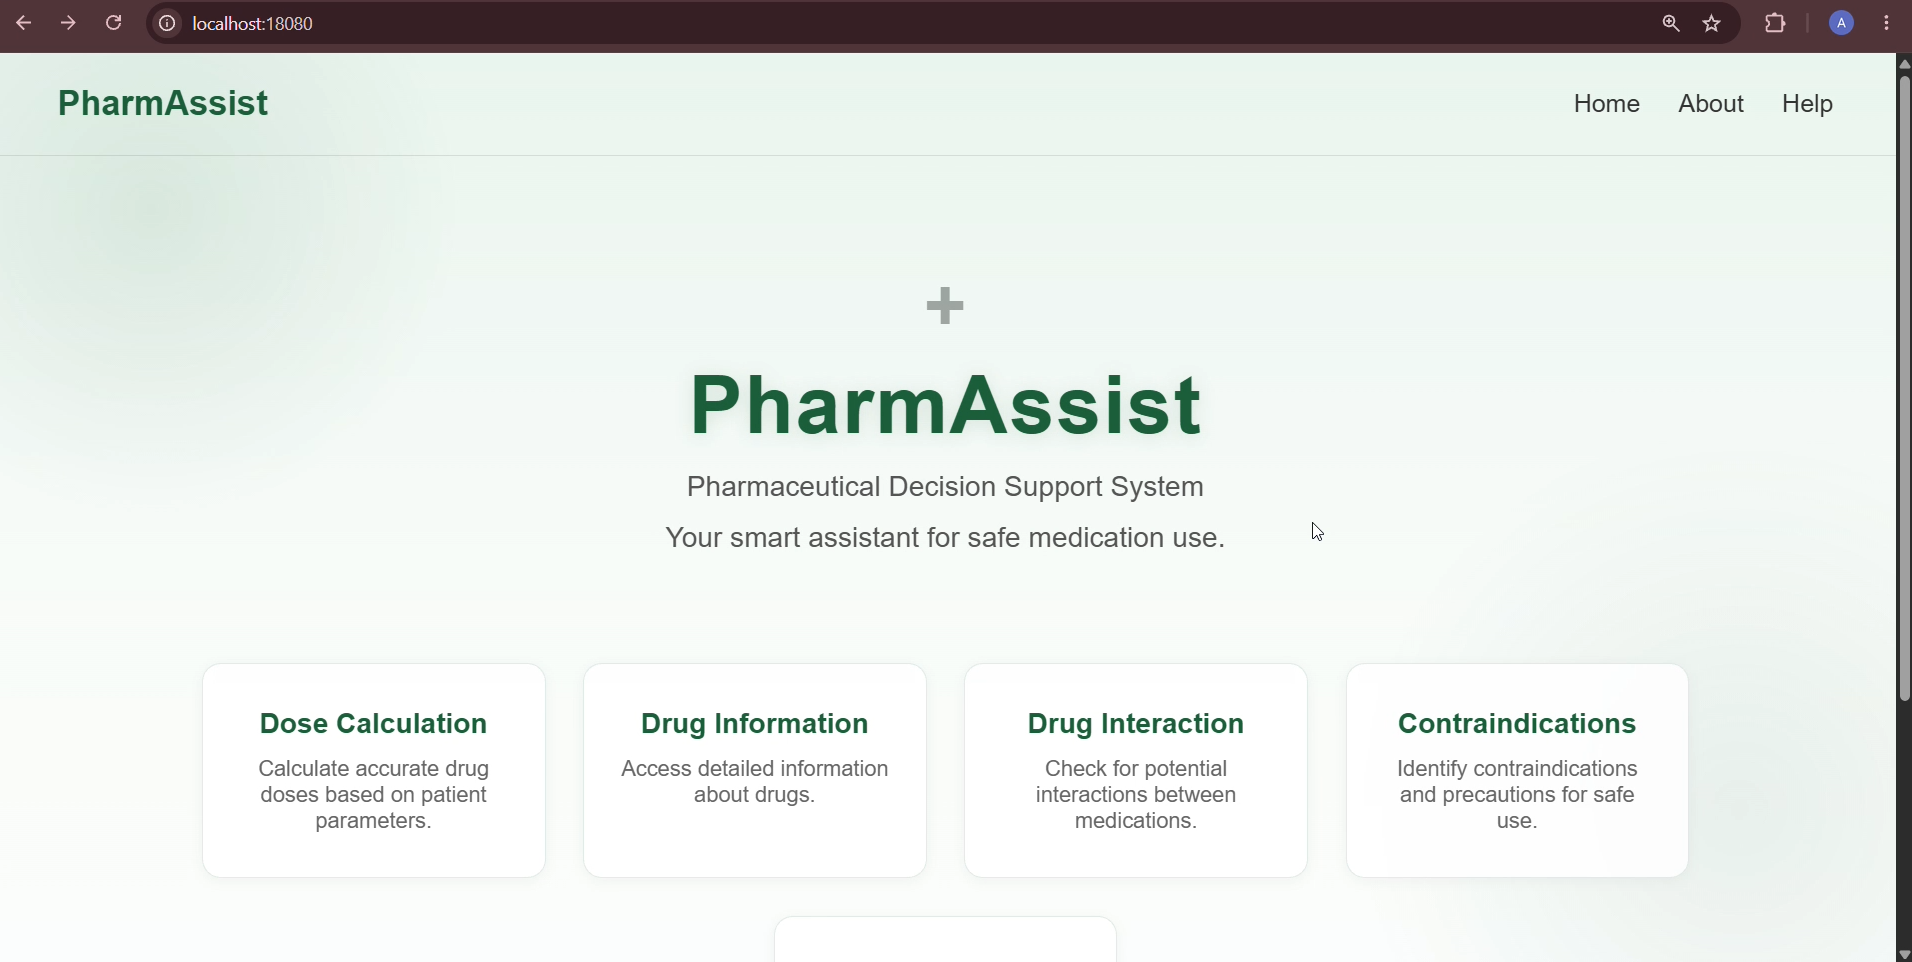 localhost:18080
A
PharmAssist
Home About Help
PharmAssist
Pharmaceutical Decision Support System
Your smart assistant for safe medication use.
Dose Calculation
Calculate accurate drug
doses based on patient
parameters.
Drug Information
Access detailed information
about drugs.
Drug Interaction
Check for potential
interactions between
medications.
Contraindications
Identify contraindications
and precautions for safe
use.